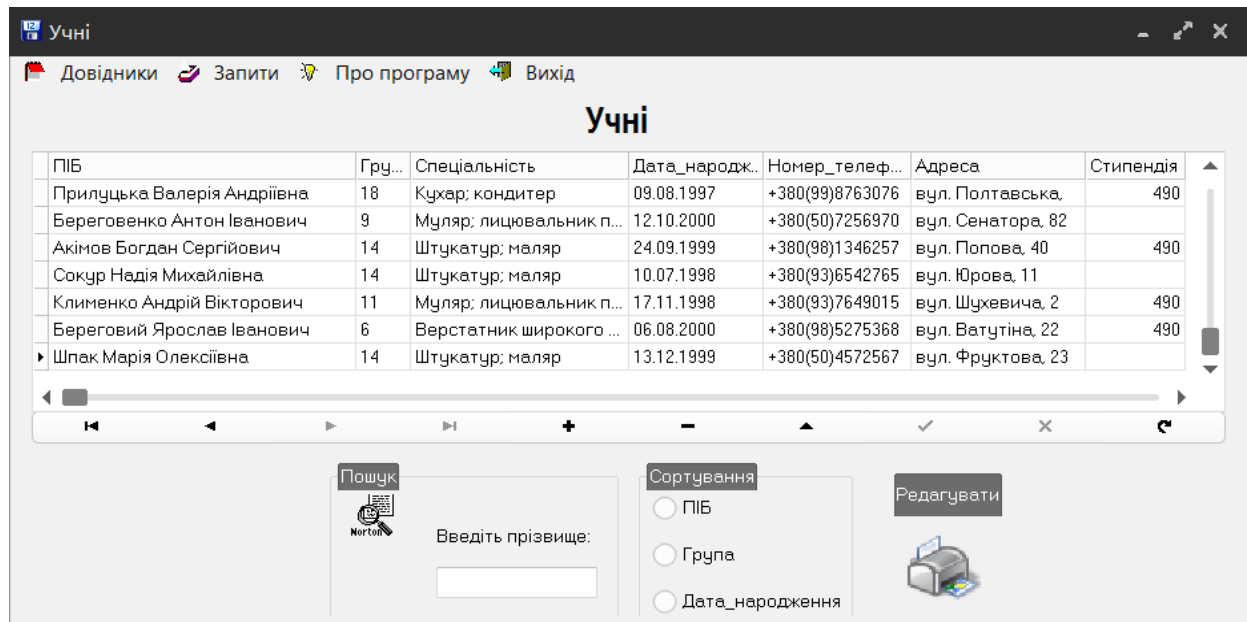 Учні
Довідники Запити Про програму Вихід
Учні
ПІБ Гру... Спеціальність Дата_народж.. Номер_телеф... Адреса Стипендія
Прилуцька Валерія Андріївна 18 Кухар; кондитер 09.08.1997 +380(99)8763076 вул. Полтавська, 490
Береговенко Антон Іванович 9 Муляр; лицювальник п... 12.10.2000 +380(50)7256970 вул. Сенатора, 82
Акімов Богдан Сергійович 14 Штукатур; маляр 24.09.1999 +380(98)1346257 вул. Попова, 40 490
Сокур Надія Михайлівна 14 Штукатур; маляр 10.07.1998 +380(93)6542765 вул. Юрова, 11
Клименко Андрій Вікторович 11 Муляр; лицювальник п... 17.11.1998 +380(93)7649015 вул. Шухевича, 2 490
Береговий Ярослав Іванович 6 Верстатник широкого ... 06.08.2000 +380(98)5275368 вул. Ватутіна, 22 490
Шпак Марія Олексіївна 14 Штукатур; маляр 13.12.1999 +380(50)4572567 вул. Фруктова, 23
Пошук
Norton
Введіть прізвище:
Сортування
ПІБ
Група
Дата_народження
Редагувати